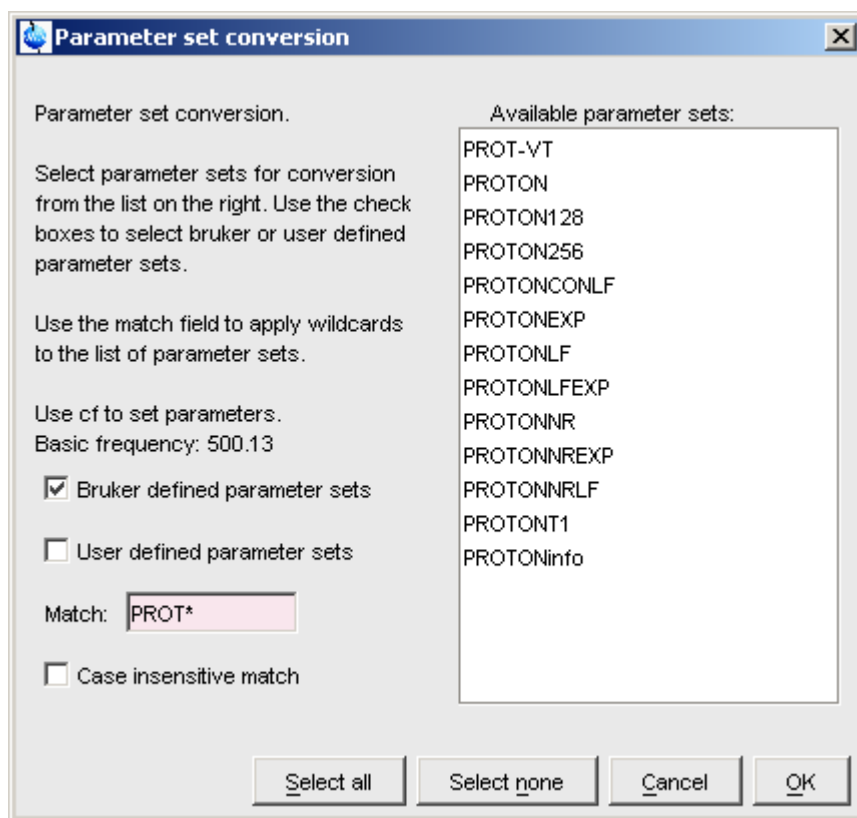 Parameter set conversion
Parameter set conversion.
Select parameter sets for conversion
from the list on the right. Use the check
boxes to select bruker or user defined
parameter sets.
Use the match field to apply wildcards
to the list of parameter sets.
Use cf to set parameters.
Basic frequency: 500.13
Bruker defined parameter sets
User defined parameter sets
Match: PROT*
Case insensitive match
Available parameter sets:
PROT-VT
PROTON
PROTON128
PROTON256
PROTONCONLF
PROTONEXP
PROTONLF
PROTONLFEXP
PROTONNR
PROTONNREXP
PROTONNRLF
PROTONT1
PROTONinfo
Select all Select none Cancel OK